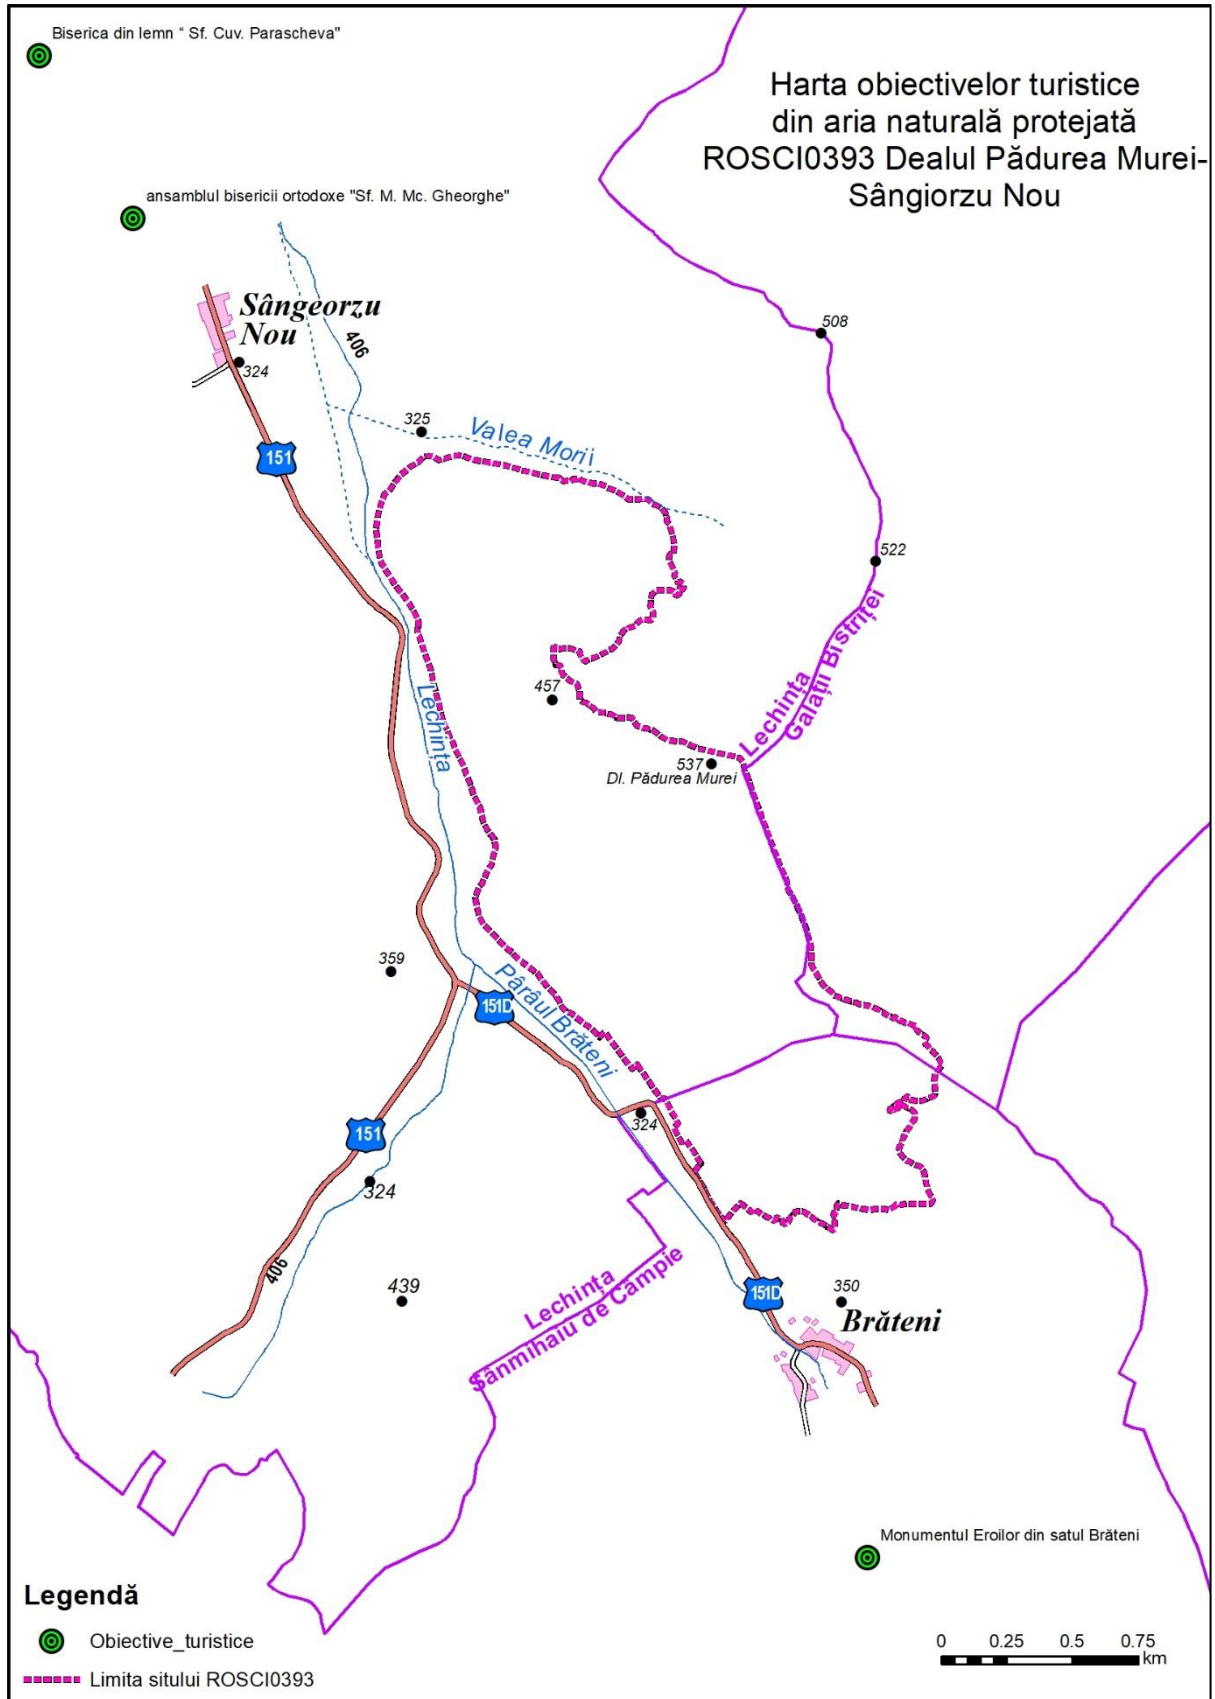 Biserica din lemn " Sf. Cuv. Parascheva"
Harta obiectivelor turistice
din aria naturală protejată
ROSCI0393 Dealul Pădurea Murei-
Sângiorzu Nou
ansamblul bisericii ortodoxe "Sf. M. Mc. Gheorghe"
Sângeorzu
Nou
324
406
508
325
Valea Morii
151
522
Lechința
Galații Bistriței
457
Lechința
537
Dl. Pădurea Murei
359
Pârâul Brăteni
151D
324
151
324
406
439
Lechința
Sânmihaiu de Câmpie
151D
350
Brăteni
Monumentul Eroilor din satul Brăteni
Legendă
Obiective_turistice
Limita sitului ROSCI0393
0 0.25 0.5 0.75
km